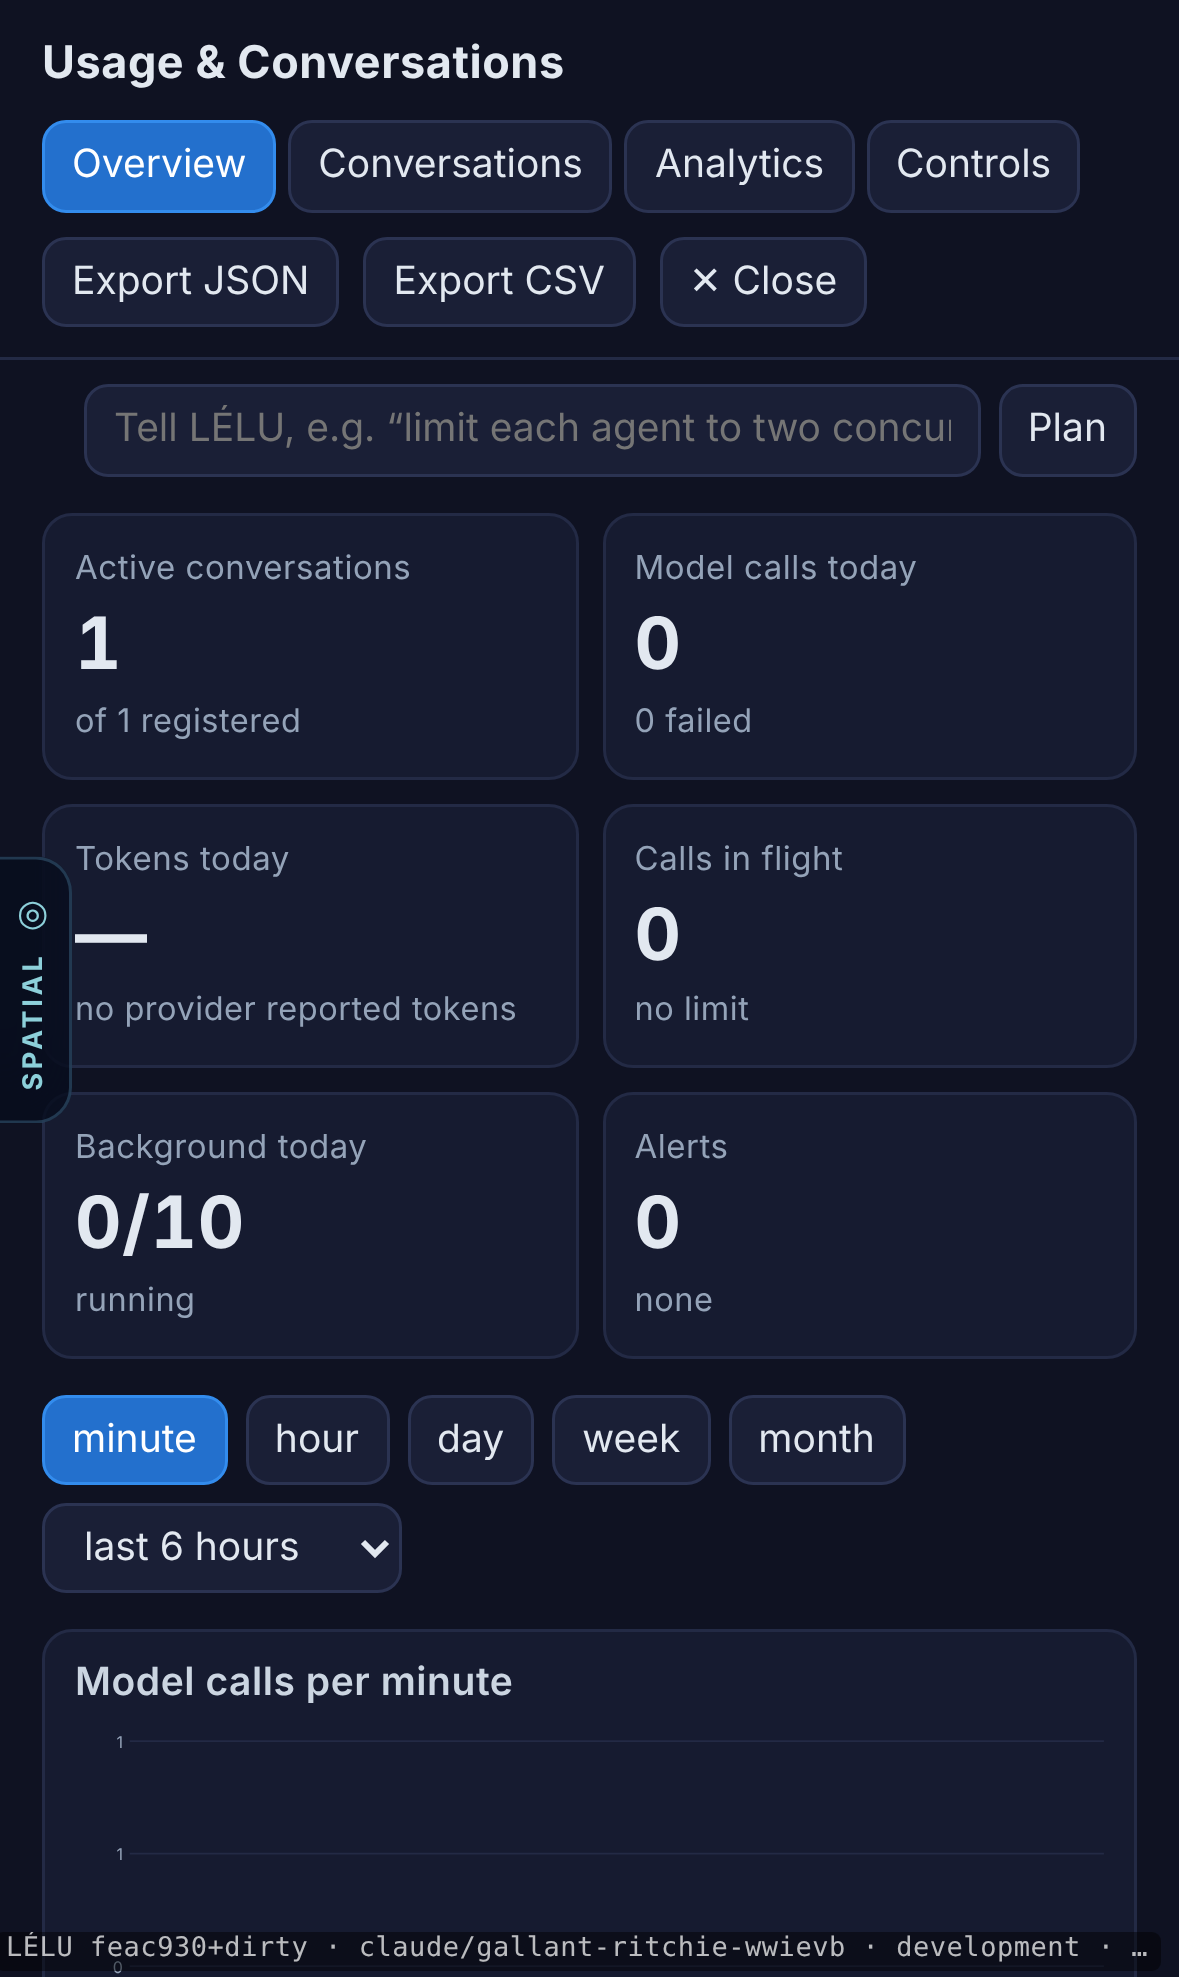 Usage & Conversations
Overview
Conversations
Analytics
Controls
Export JSON
Export CSV
✕ Close
Tell LÉLU, e.g. “limit each agent to two concur
Plan
Active conversations
1
of 1 registered
Model calls today
0
0 failed
Tokens today
—
no provider reported tokens
Calls in flight
0
no limit
SPATIAL ◎
Background today
0/10
running
Alerts
0
none
minute
hour
day
week
month
last 6 hours
Model calls per minute
1
1
0
LÉLU feac930+dirty · claude/gallant-ritchie-wwievb · development · …